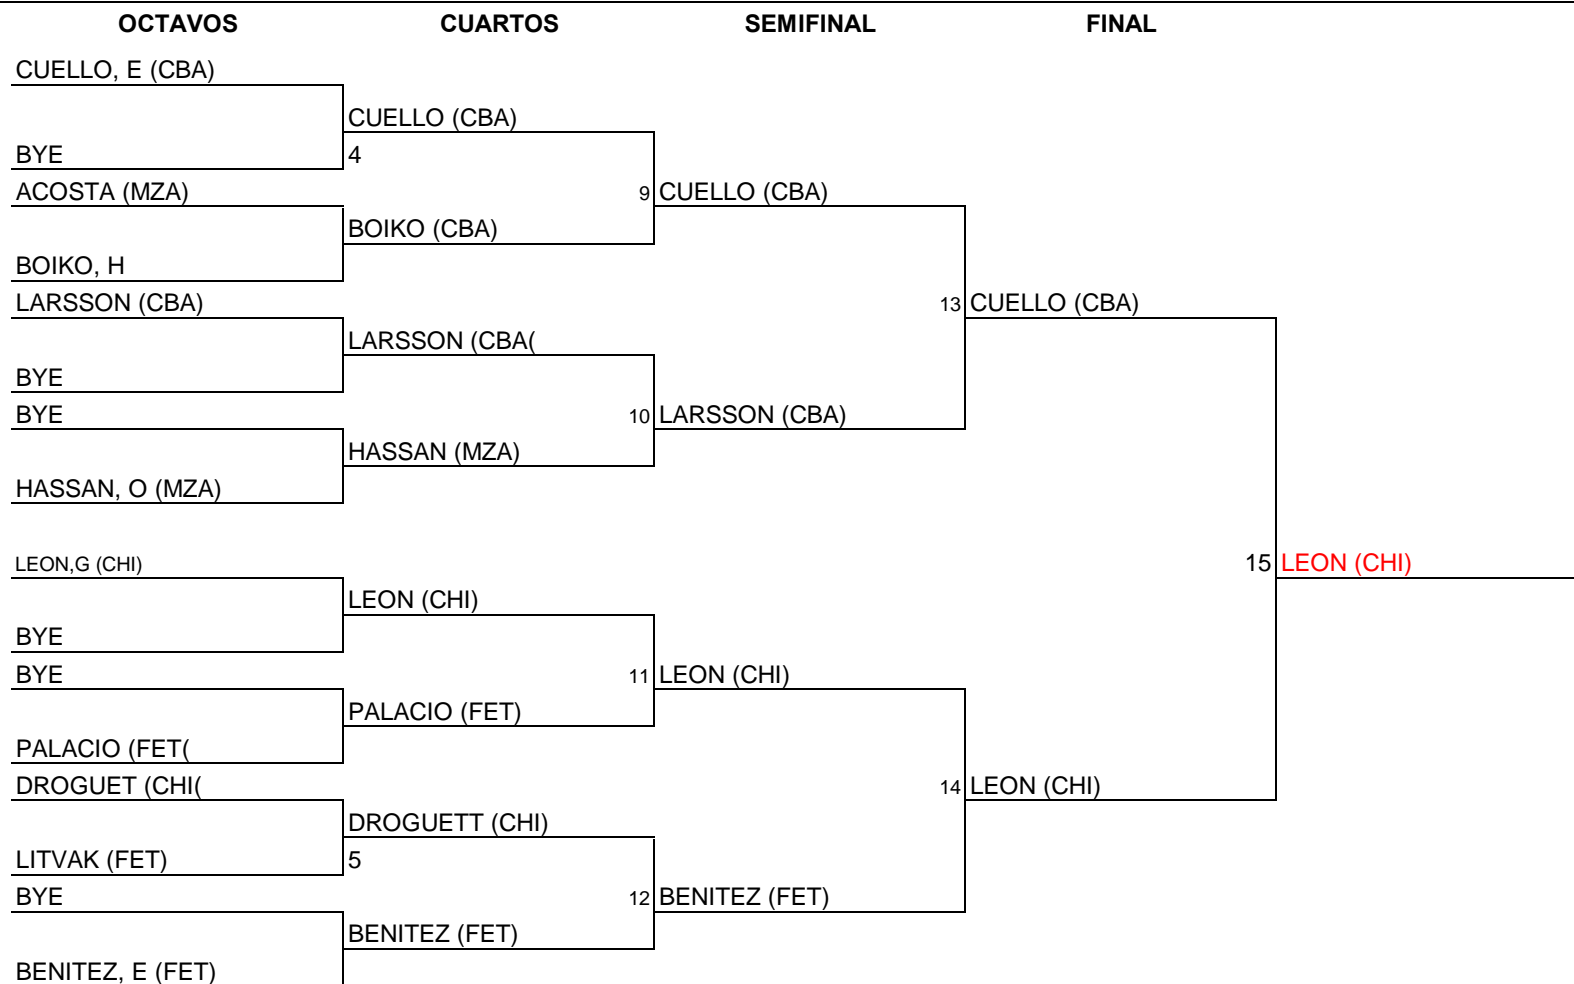 OCTAVOS CUARTOS SEMIFINAL FINAL
CUELLO, E (CBA)
CUELLO (CBA)
BYE 4
ACOSTA (MZA) 9 CUELLO (CBA)
BOIKO (CBA)
BOIKO, H
LARSSON (CBA) 13 CUELLO (CBA)
LARSSON (CBA(
BYE
BYE 10 LARSSON (CBA)
HASSAN (MZA)
HASSAN, O (MZA)
LEON,G (CHI) 15 LEON (CHI)
LEON (CHI)
BYE
BYE 11 LEON (CHI)
PALACIO (FET)
PALACIO (FET(
DROGUET (CHI( 14 LEON (CHI)
DROGUETT (CHI)
LITVAK (FET) 5
BYE 12 BENITEZ (FET)
BENITEZ (FET)
BENITEZ, E (FET)